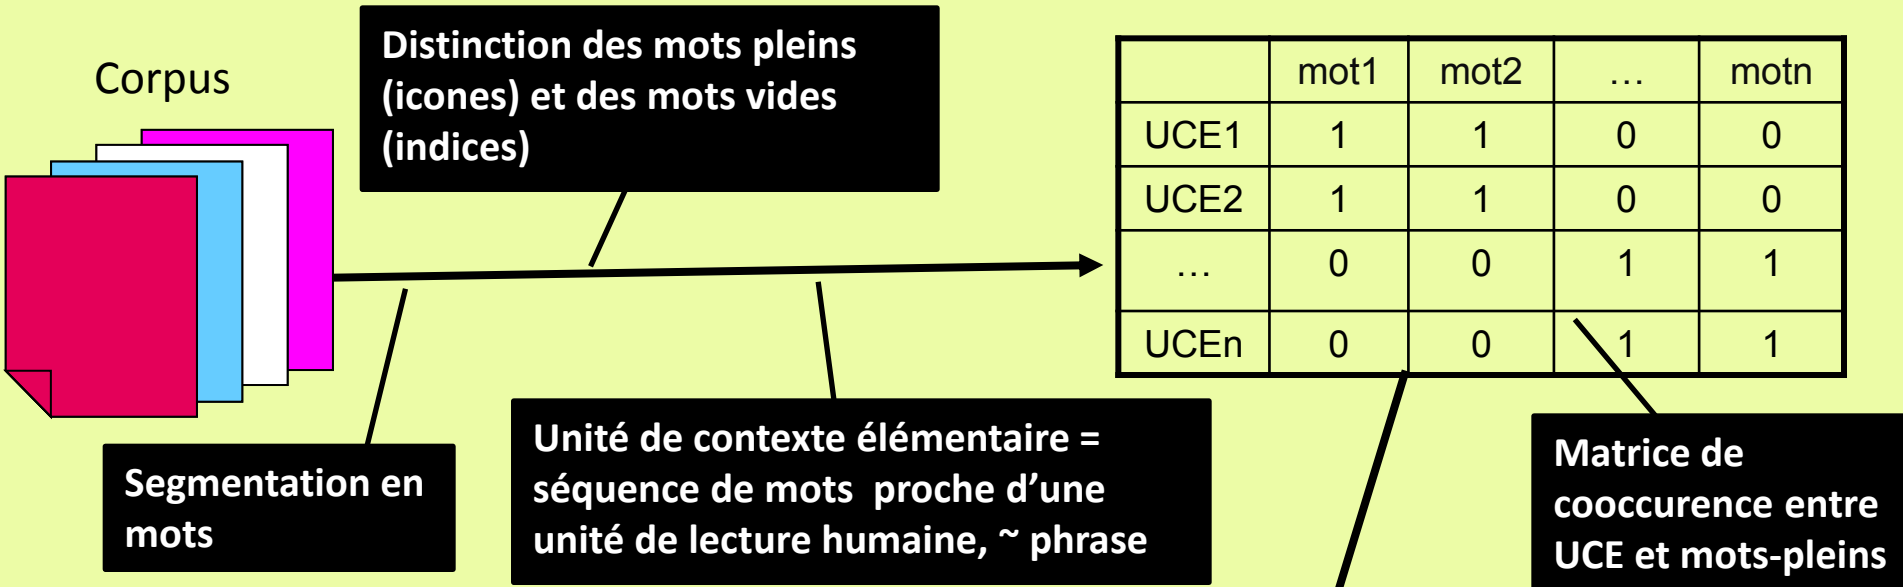 Corpus
Distinction des mots pleins
(icones) et des mots vides
(indices)
Segmentation en
mots
Unité de contexte élémentaire =
séquence de mots proche d’une
unité de lecture humaine, ~ phrase
mot1 mot2 … motn
UCE1 1 1 0 0
UCE2 1 1 0 0
… 0 0 1 1
UCEn 0 0 1 1
Matrice de
cooccurence entre
UCE et mots-pleins